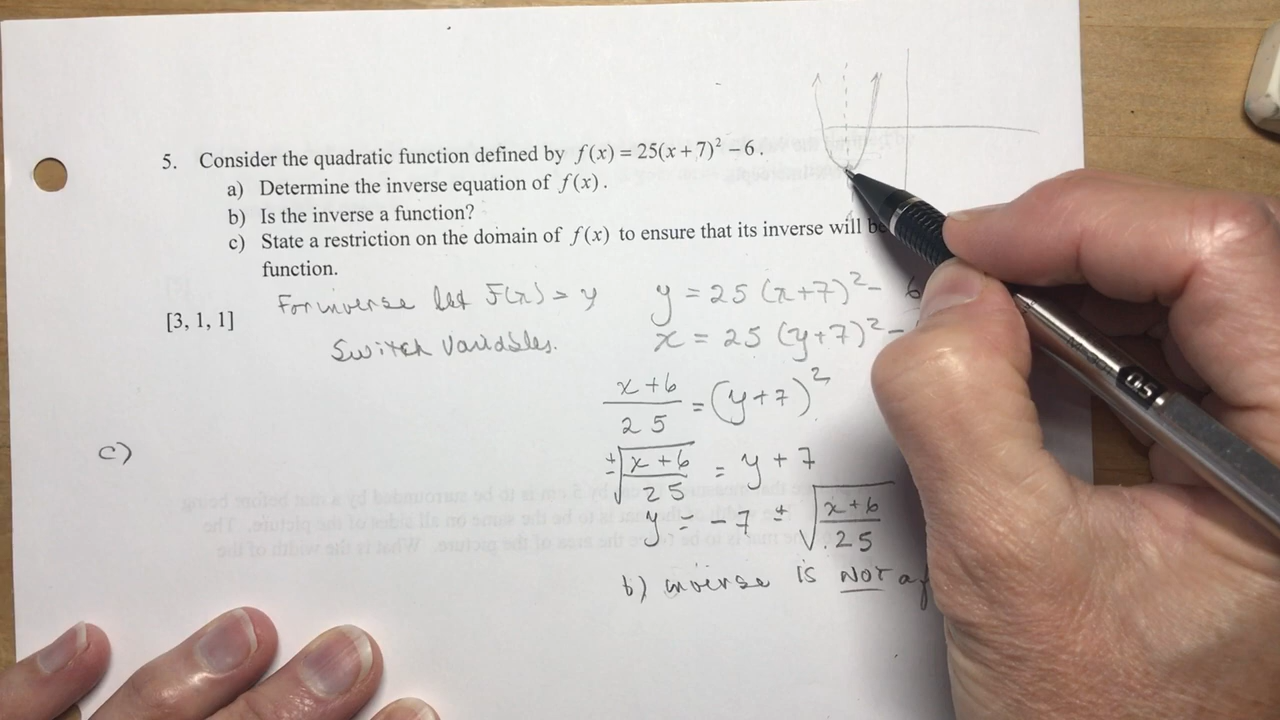 5. Consider the quadratic function defined by f(x) = 25(x + 7)² – 6.
a) Determine the inverse equation of f(x).
b) Is the inverse a function?
c) State a restriction on the domain of f(x) to ensure that its inverse will be
function.
[3, 1, 1]
For inverse let f(x) = y
Switch variables.
y = 25 (x+7)² – 6
x = 25 (y+7)² –
x+6 / 25 = (y+7)²
±√(x+6 / 25) = y + 7
y = –7 ± √(x+6 / 25)
b) inverse is NOT a
c)
05